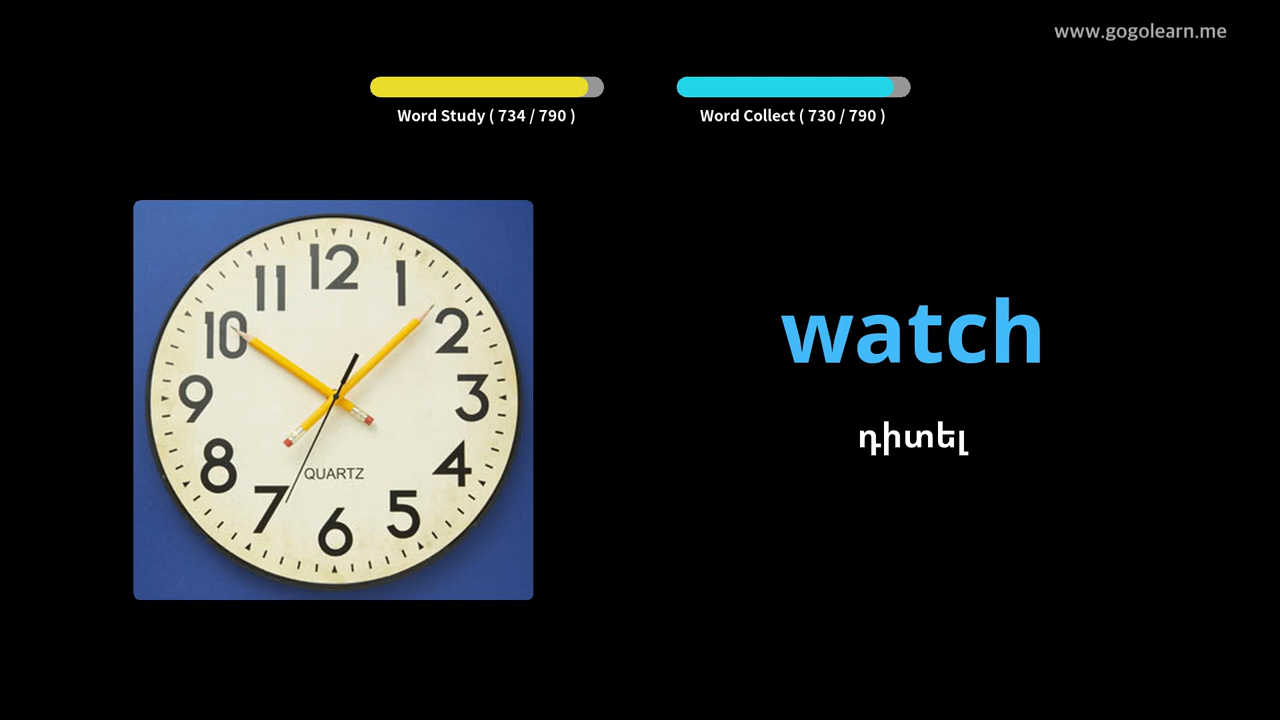 www.gogolearn.me
Word Study ( 734 / 790 )
Word Collect ( 730 / 790 )
12
11
1
10
2
9
3
8
4
QUARTZ
7
5
6
watch
դիտել